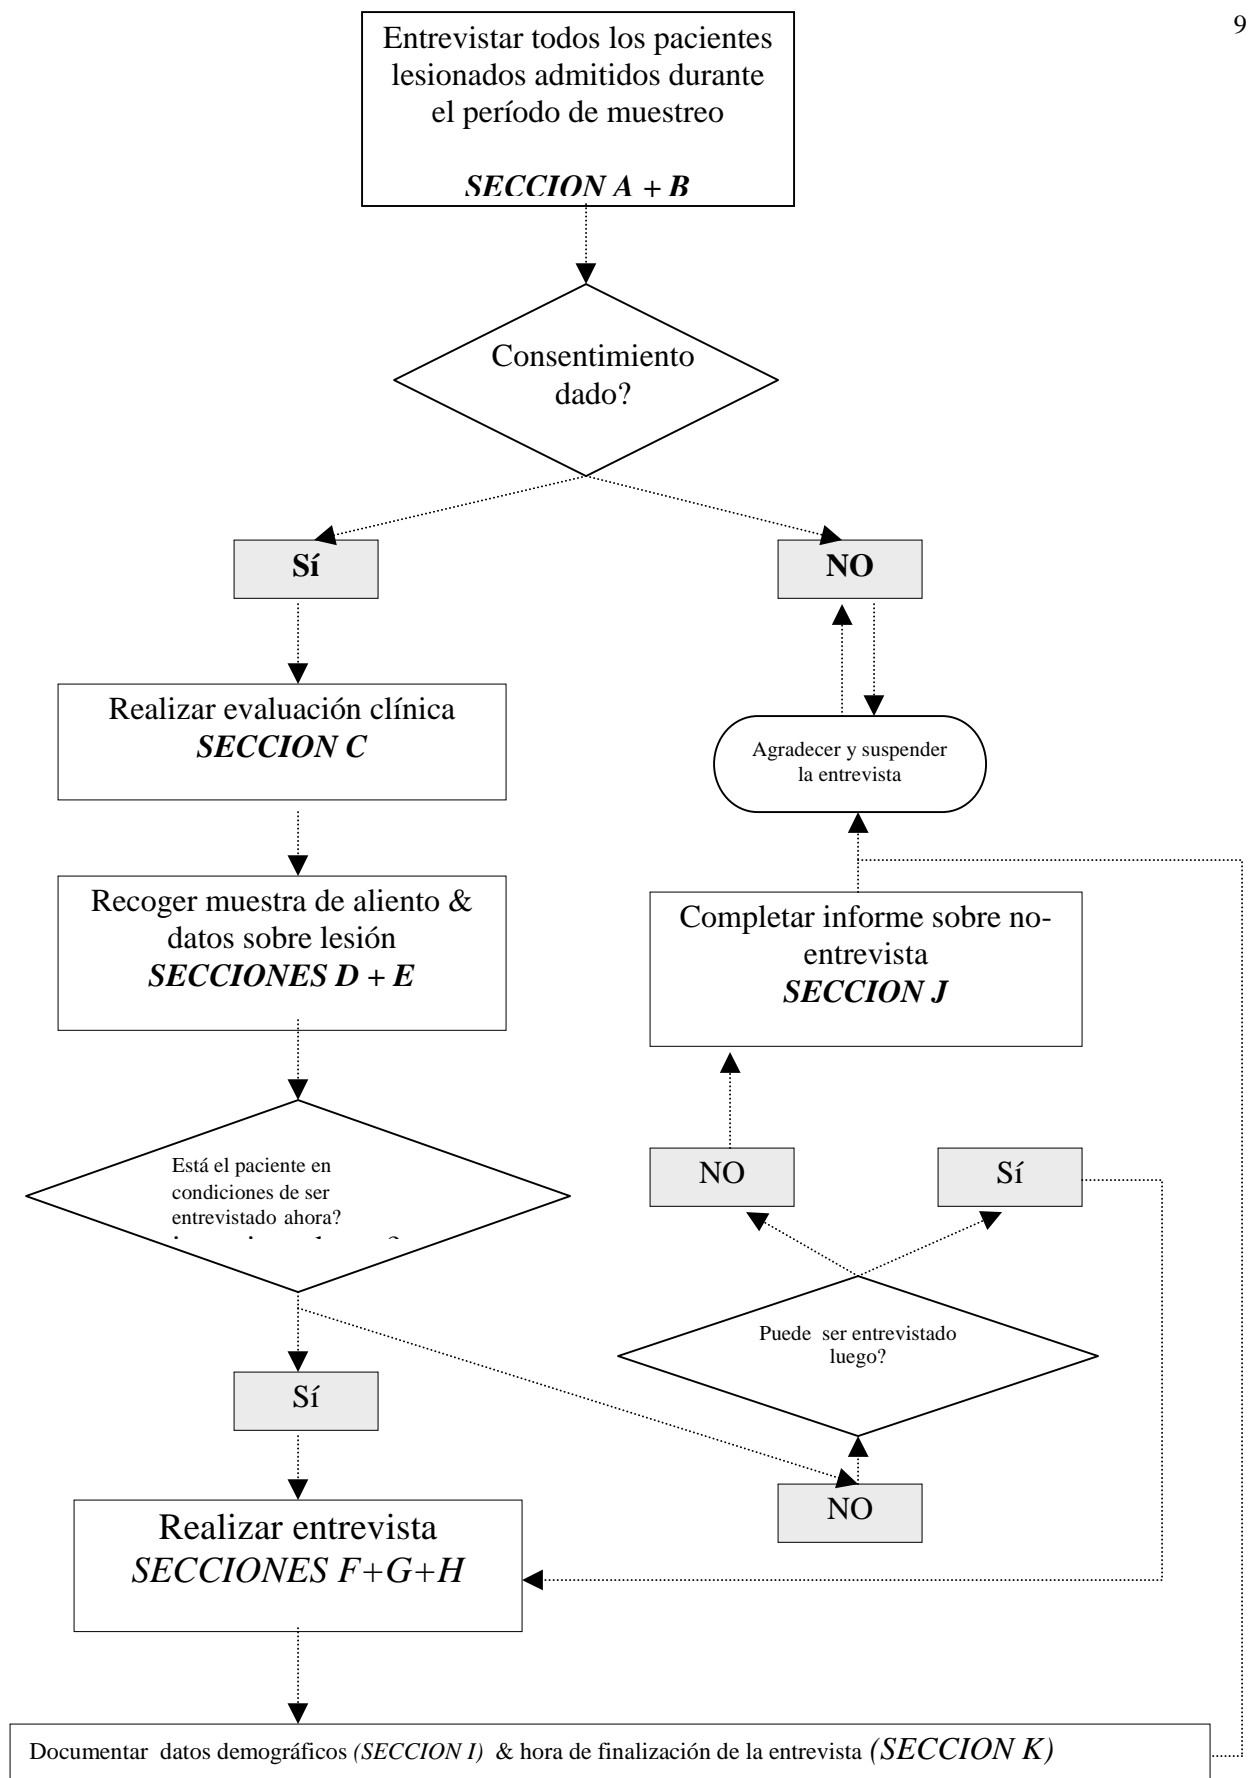 9
Entrevistar todos los pacientes
lesionados admitidos durante
el período de muestreo
SECCION A + B
Consentimiento
dado?
Sí
NO
Realizar evaluación clínica
SECCION C
Agradecer y suspender
la entrevista
Recoger muestra de aliento &
datos sobre lesión
SECCIONES D + E
Completar informe sobre no-
entrevista
SECCION J
Está el paciente en
condiciones de ser
entrevistado ahora?
NO
Sí
Puede ser entrevistado
luego?
Sí
NO
Realizar entrevista
SECCIONES F+G+H
Documentar datos demográficos (SECCION I) & hora de finalización de la entrevista (SECCION K)